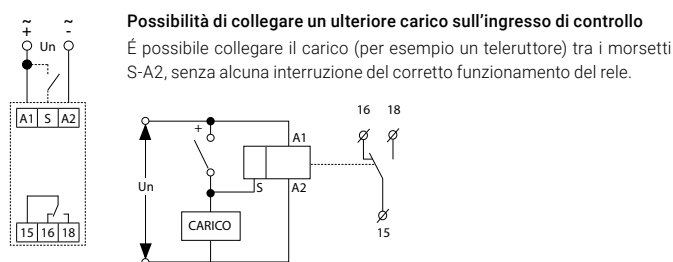 ~ ~
+ -
Un
A1 S A2
15 16 18
Possibilità di collegare un ulteriore carico sull'ingresso di controllo
É possibile collegare il carico (per esempio un teleruttore) tra i morsetti
S-A2, senza alcuna interruzione del corretto funzionamento del rele.
16 18
+
A1
Un
S
A2
CARICO
15